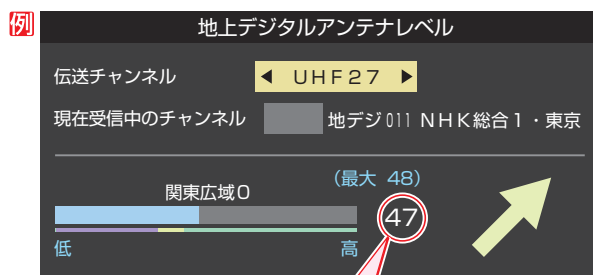 例
地上デジタルアンテナレベル
伝送チャンネル ◀ UHF27 ▶
現在受信中のチャンネル 地デジ011 NHK総合1・東京
(最大 48)
関東広域0
47
低 高